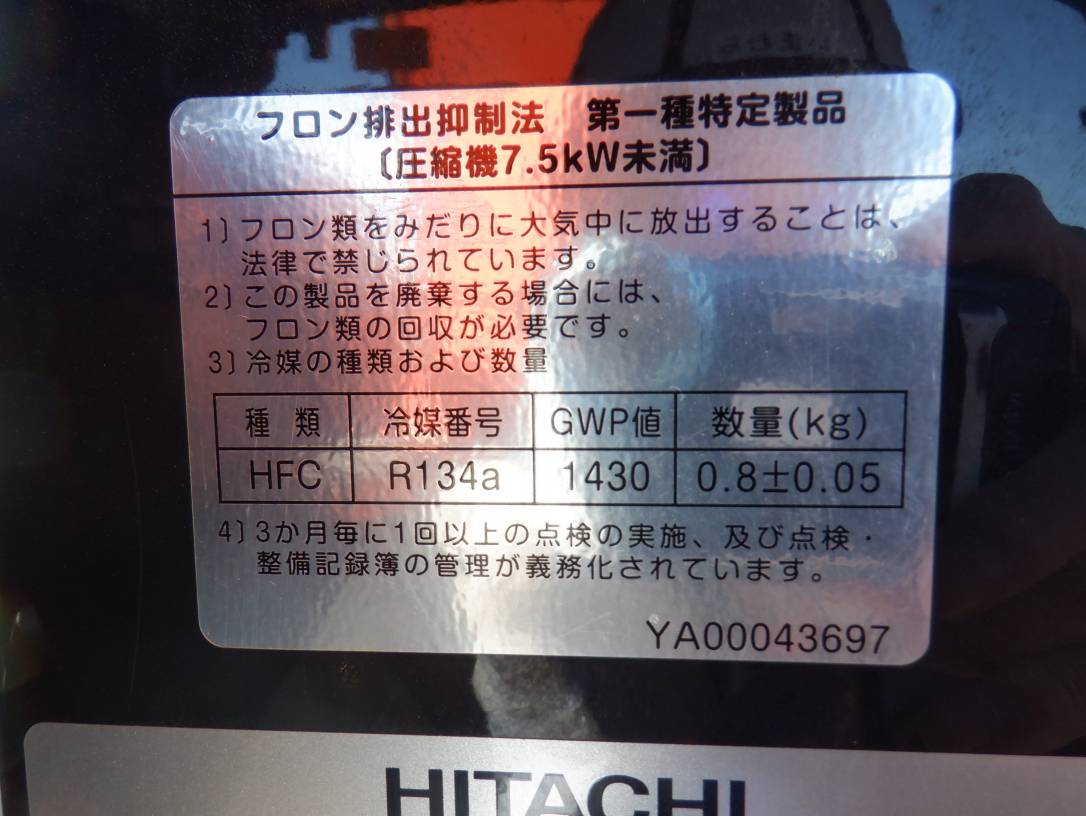 フロン排出抑制法 第一種特定製品
〔圧縮機7.5kW未満〕
1〕フロン類をみだりに大気中に放出することは、
法律で禁じられています。
2〕この製品を廃棄する場合には、
フロン類の回収が必要です。
3〕冷媒の種類および数量
種 類 冷媒番号 GWP値 数量(kg)
HFC R134a 1430 0.8±0.05
4〕3か月毎に1回以上の点検の実施、及び点検・
整備記録簿の管理が義務化されています。
YA00043697
HITACHI